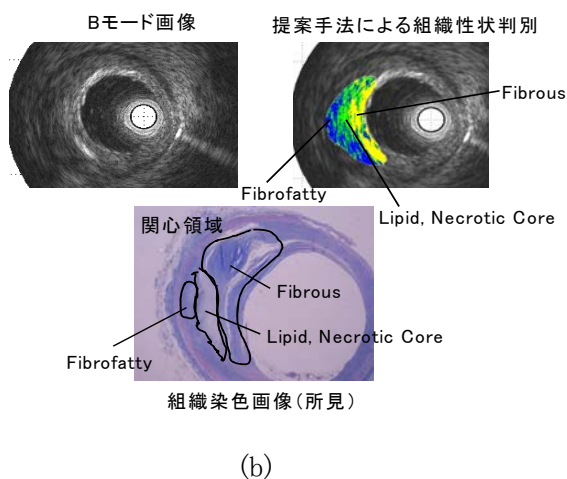 Bモード画像
提案手法による組織性状判別
Fibrous
Fibrofatty
Lipid, Necrotic Core
関心領域
Fibrous
Lipid, Necrotic Core
Fibrofatty
組織染色画像(所見)
(b)